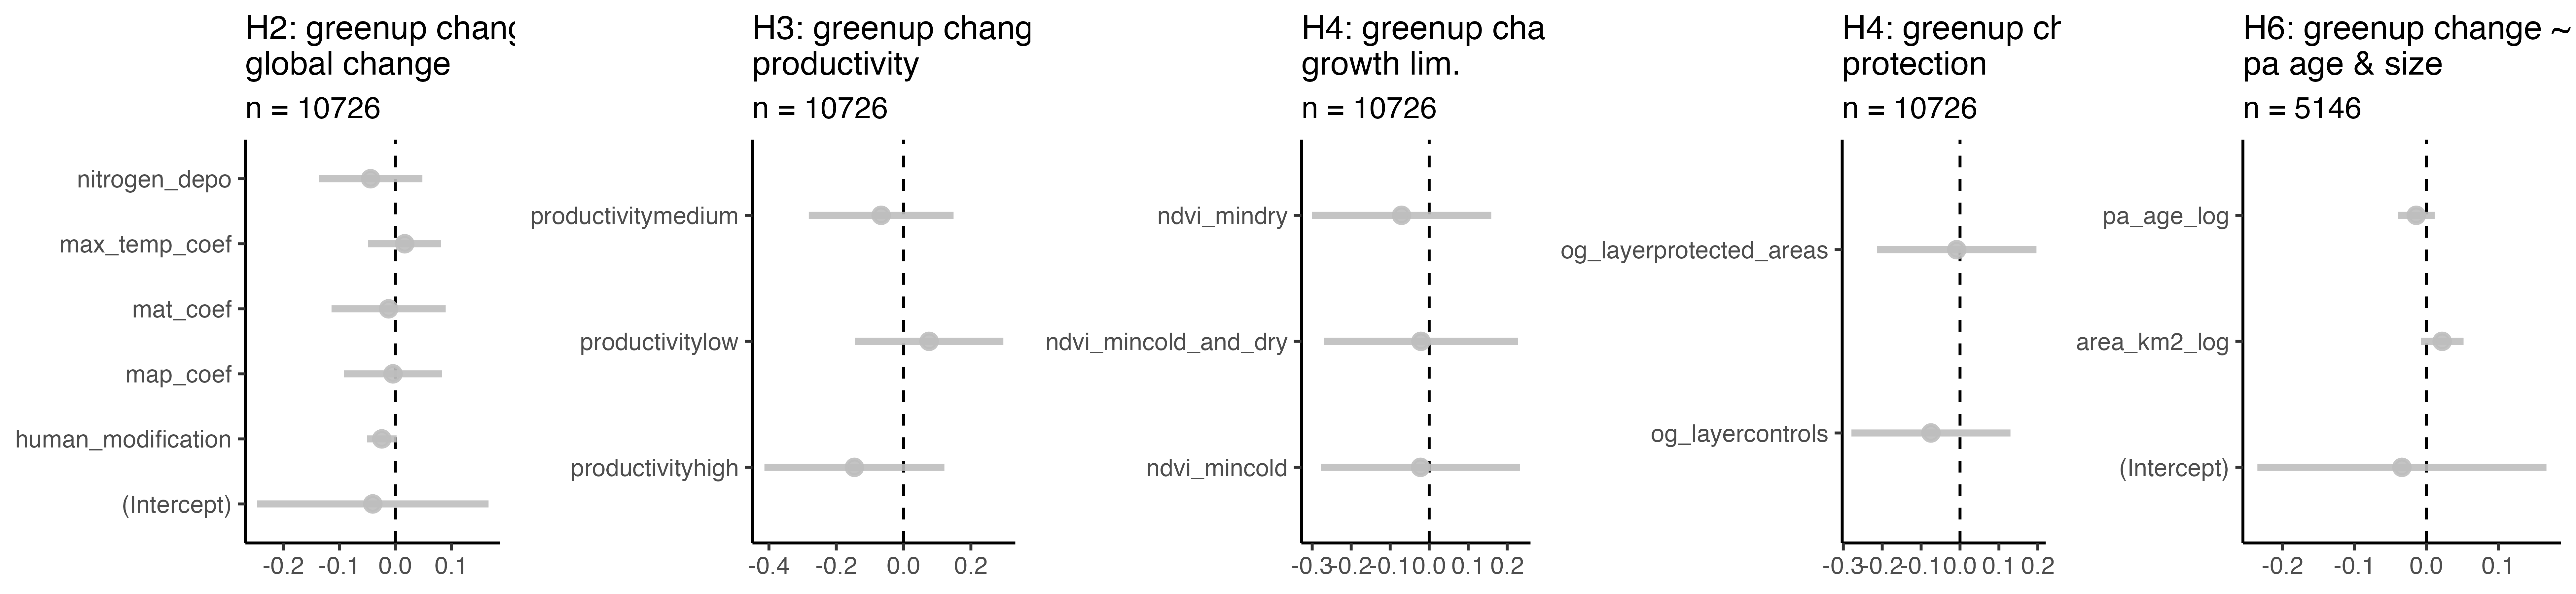 H2: greenup chang
global change
n = 10726
nitrogen_depo
max_temp_coef
mat_coef
map_coef
human_modification
(Intercept)
-0.2 -0.1 0.0 0.1
H3: greenup chang
productivity
n = 10726
productivitymedium
productivitylow
productivityhigh
-0.4 -0.2 0.0 0.2
H4: greenup cha
growth lim.
n = 10726
ndvi_mindry
ndvi_mincold_and_dry
ndvi_mincold
-0.3 -0.2 -0.1 0.0 0.1 0.2
H4: greenup ch
protection
n = 10726
og_layerprotected_areas
og_layercontrols
-0.3 -0.2 -0.1 0.0 0.1 0.2
H6: greenup change ~
pa age & size
n = 5146
pa_age_log
area_km2_log
(Intercept)
-0.2 -0.1 0.0 0.1